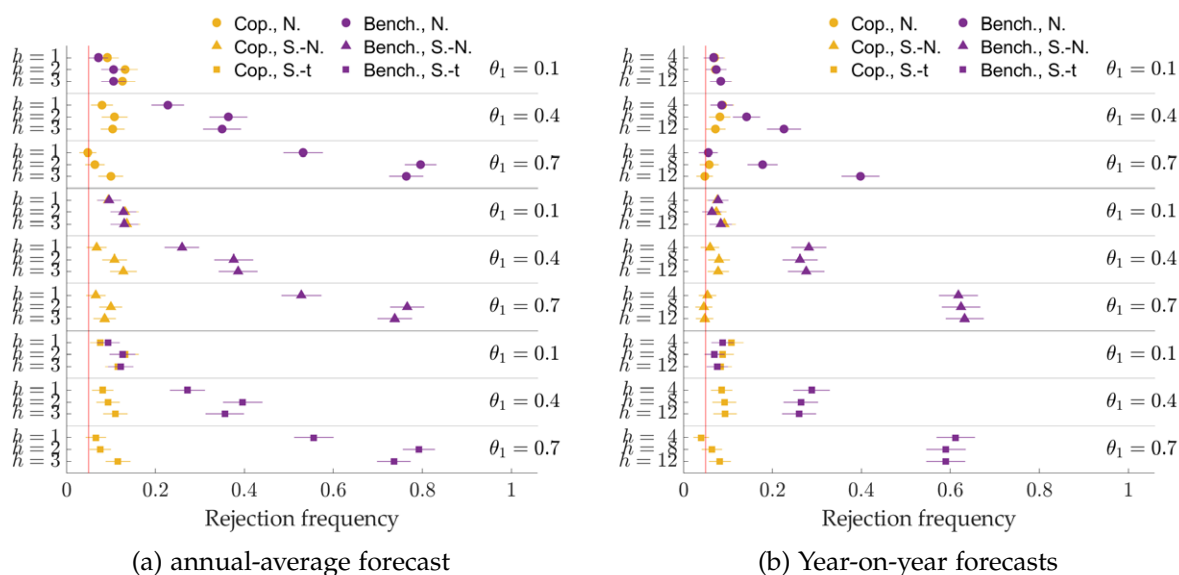 Cop., N. Bench., N.
Cop., S.-N. Bench., S.-N.
Cop., S.-t Bench., S.-t
h = 1
h = 2
h = 3
θ₁ = 0.1
h = 1
h = 2
h = 3
θ₁ = 0.4
h = 1
h = 2
h = 3
θ₁ = 0.7
h = 1
h = 2
h = 3
θ₁ = 0.1
h = 1
h = 2
h = 3
θ₁ = 0.4
h = 1
h = 2
h = 3
θ₁ = 0.7
h = 1
h = 2
h = 3
θ₁ = 0.1
h = 1
h = 2
h = 3
θ₁ = 0.4
h = 1
h = 2
h = 3
θ₁ = 0.7
0 0.2 0.4 0.6 0.8 1
Rejection frequency
(a) annual-average forecast
Cop., N. Bench., N.
Cop., S.-N. Bench., S.-N.
Cop., S.-t Bench., S.-t
h = 4
h = 8
h = 12
θ₁ = 0.1
h = 4
h = 8
h = 12
θ₁ = 0.4
h = 4
h = 8
h = 12
θ₁ = 0.7
h = 4
h = 8
h = 12
θ₁ = 0.1
h = 4
h = 8
h = 12
θ₁ = 0.4
h = 4
h = 8
h = 12
θ₁ = 0.7
h = 4
h = 8
h = 12
θ₁ = 0.1
h = 4
h = 8
h = 12
θ₁ = 0.4
h = 4
h = 8
h = 12
θ₁ = 0.7
0 0.2 0.4 0.6 0.8 1
Rejection frequency
(b) Year-on-year forecasts